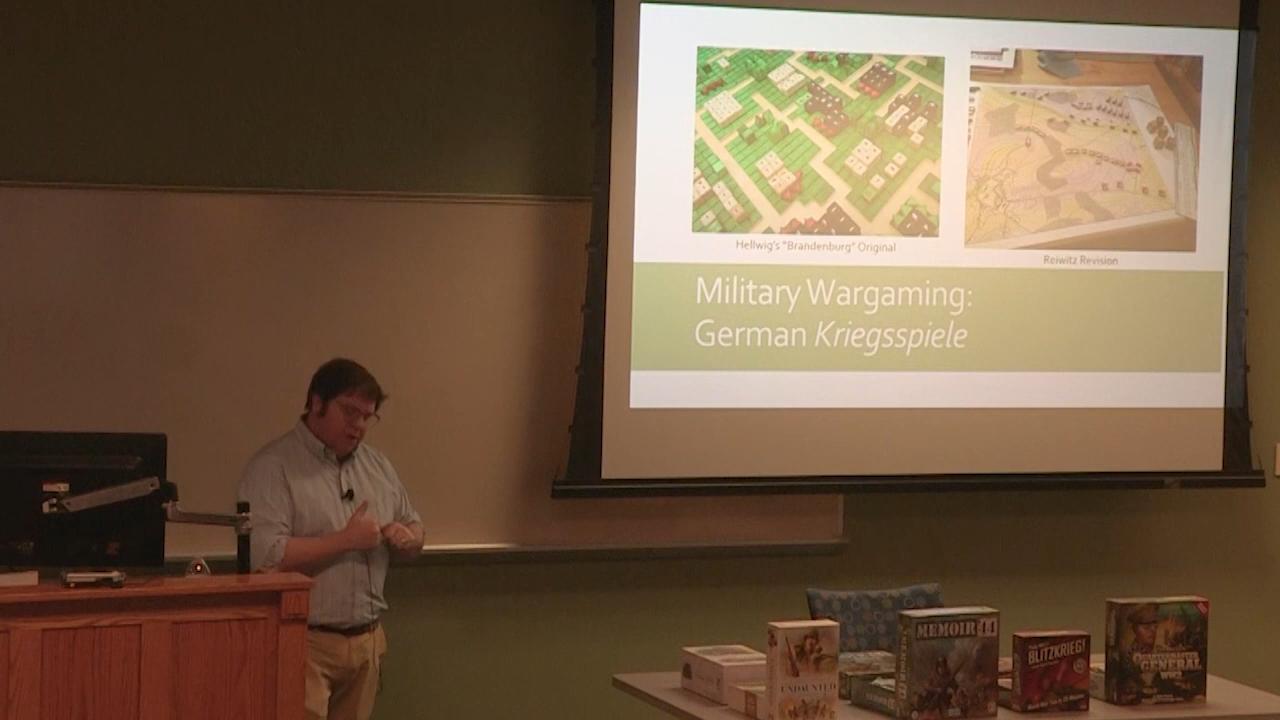 Hellwig's "Brandenburg" Original
Reiwitz Revision
Military Wargaming:
German Kriegsspiele
UNDAUNTED
MEMOIR '44
BLITZKRIEG!
QUARTERMASTER
GENERAL
WW2